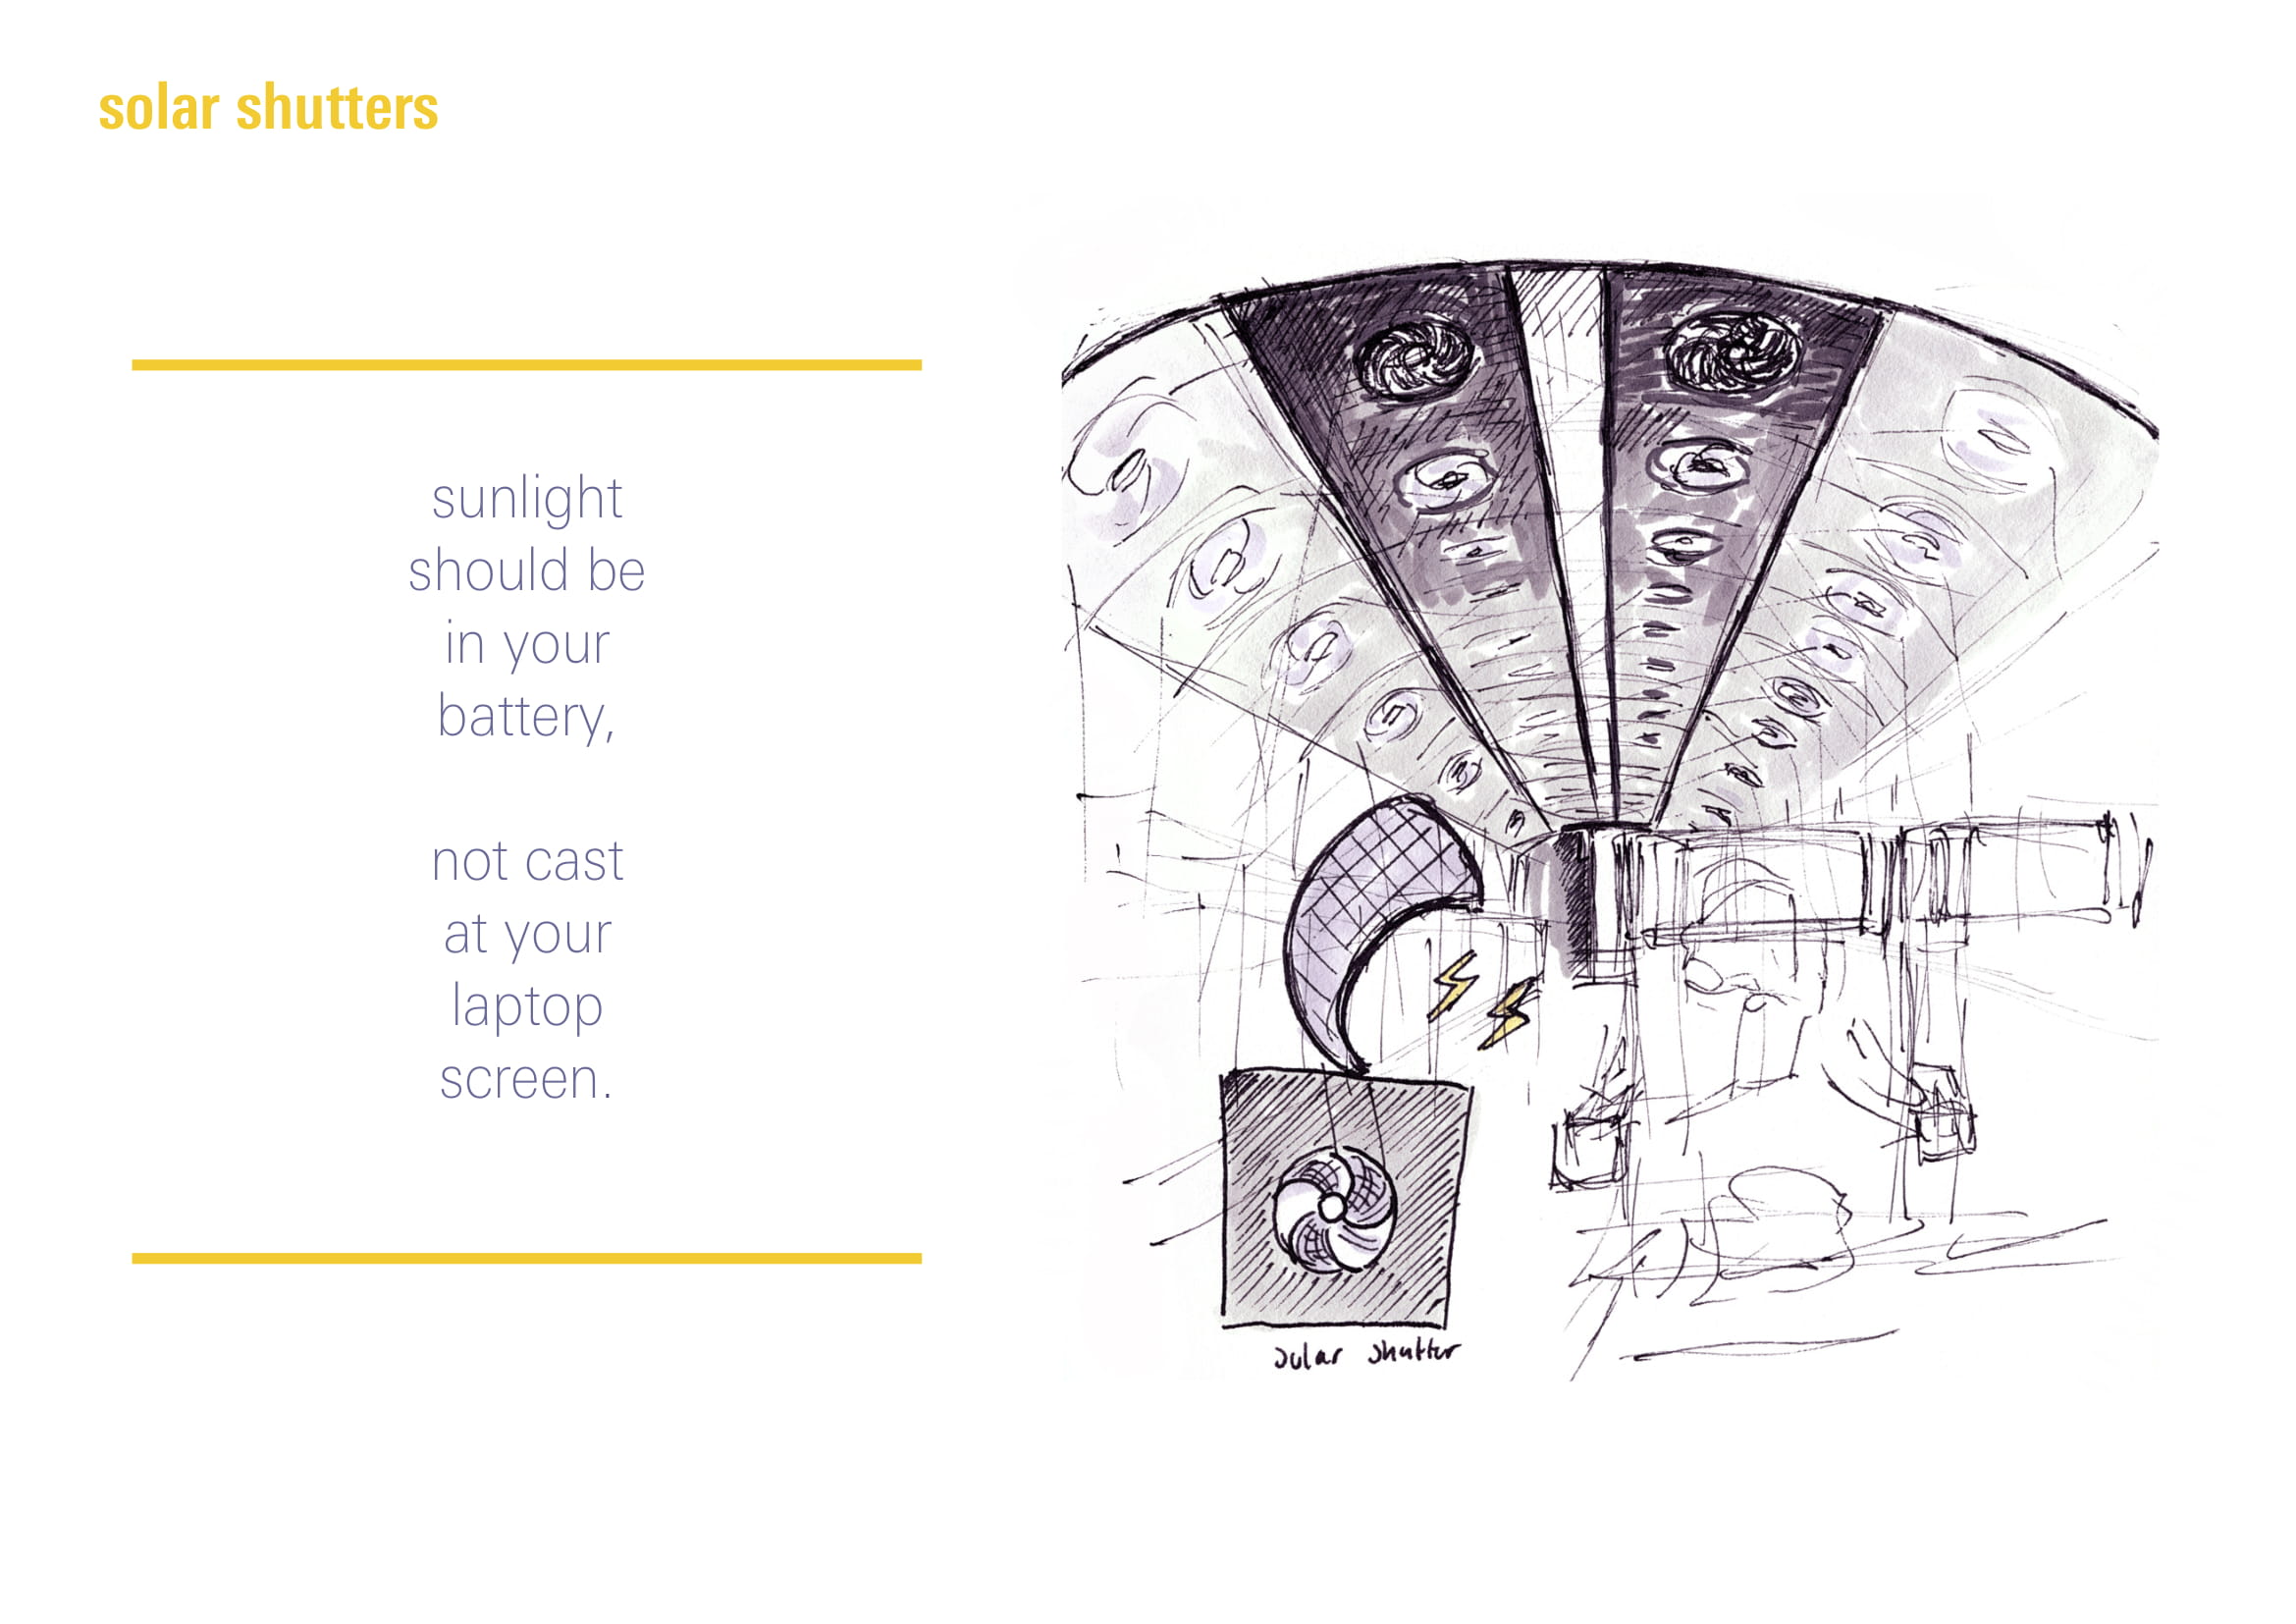 solar shutters
sunlight
should be
in your
battery,
not cast
at your
laptop
screen.
solar shutter